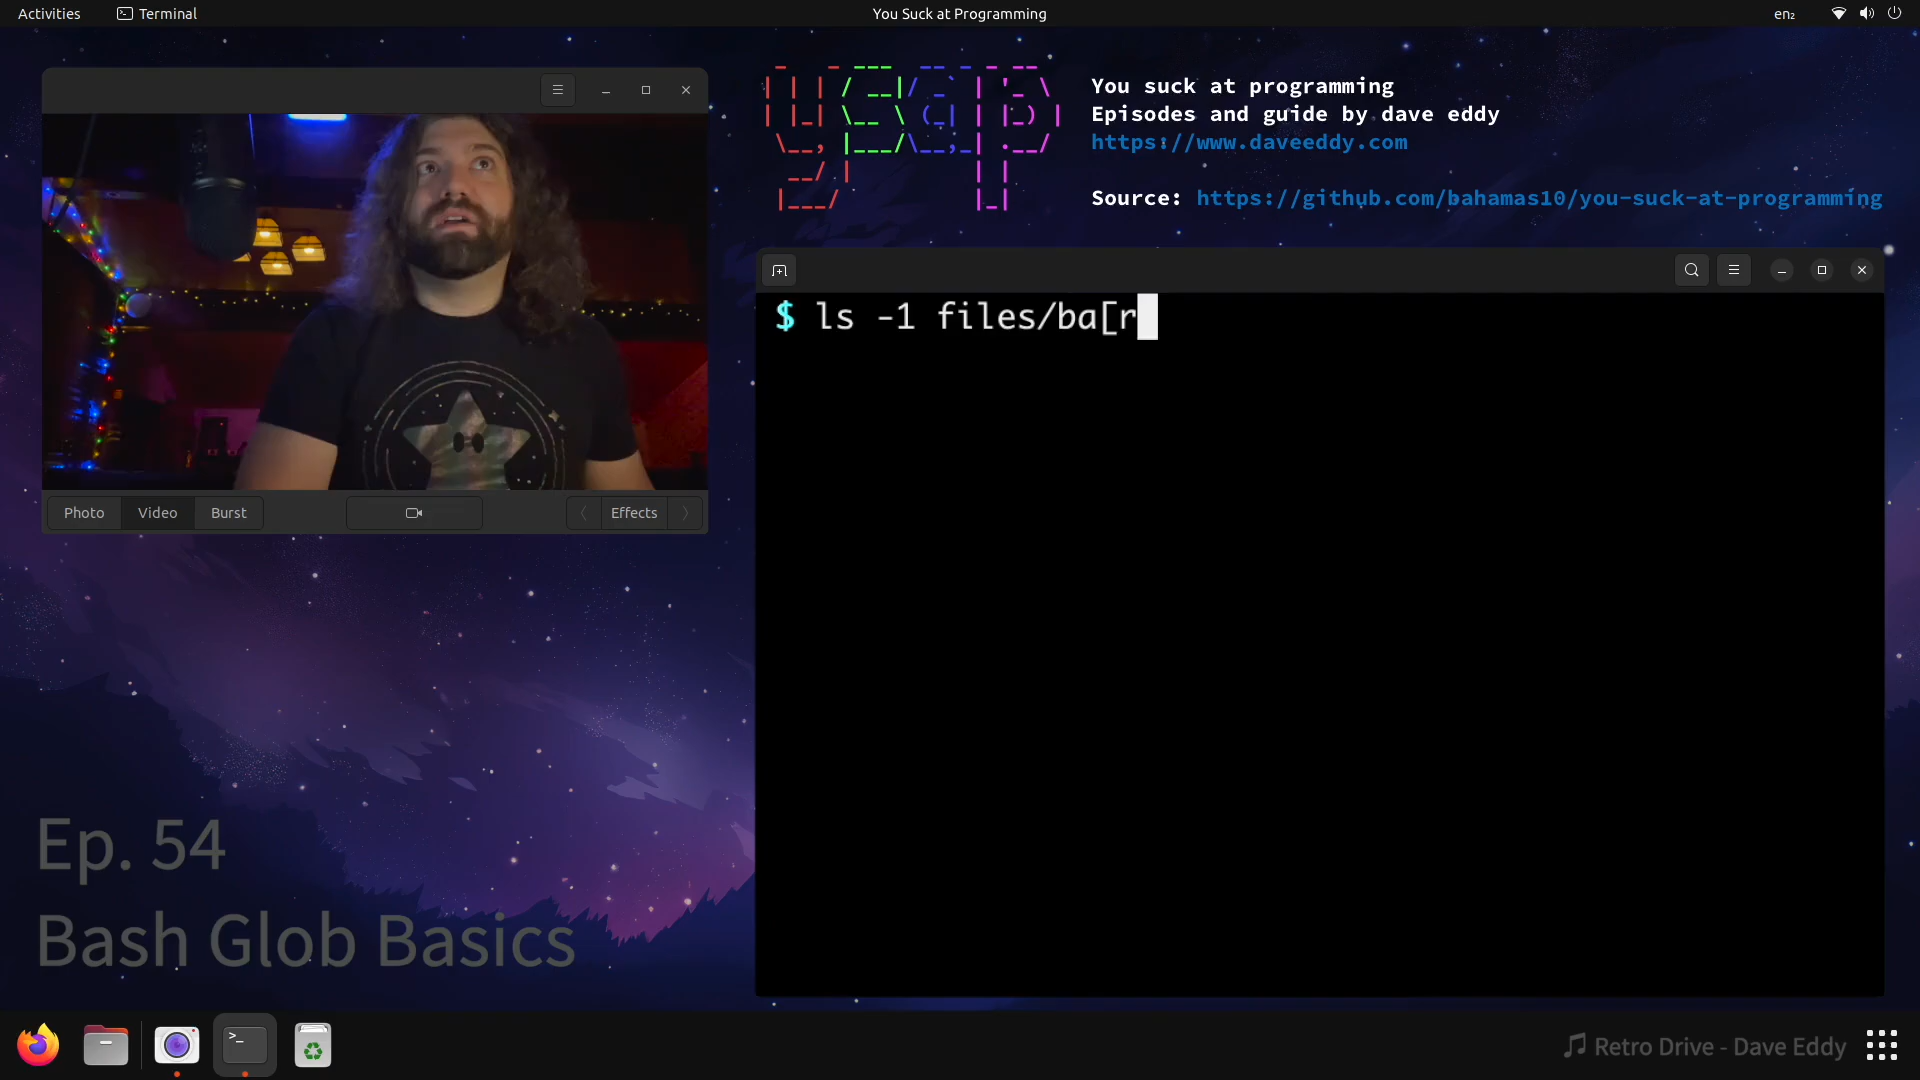 Activities
Terminal
You Suck at Programming
en₂
You suck at programming
Episodes and guide by dave eddy
https://www.daveeddy.com
Source: https://github.com/bahamas10/you-suck-at-programming
ysap
$ ls -1 files/ba[r
Photo
Video
Burst
Effects
Ep. 54
Bash Glob Basics
Retro Drive - Dave Eddy